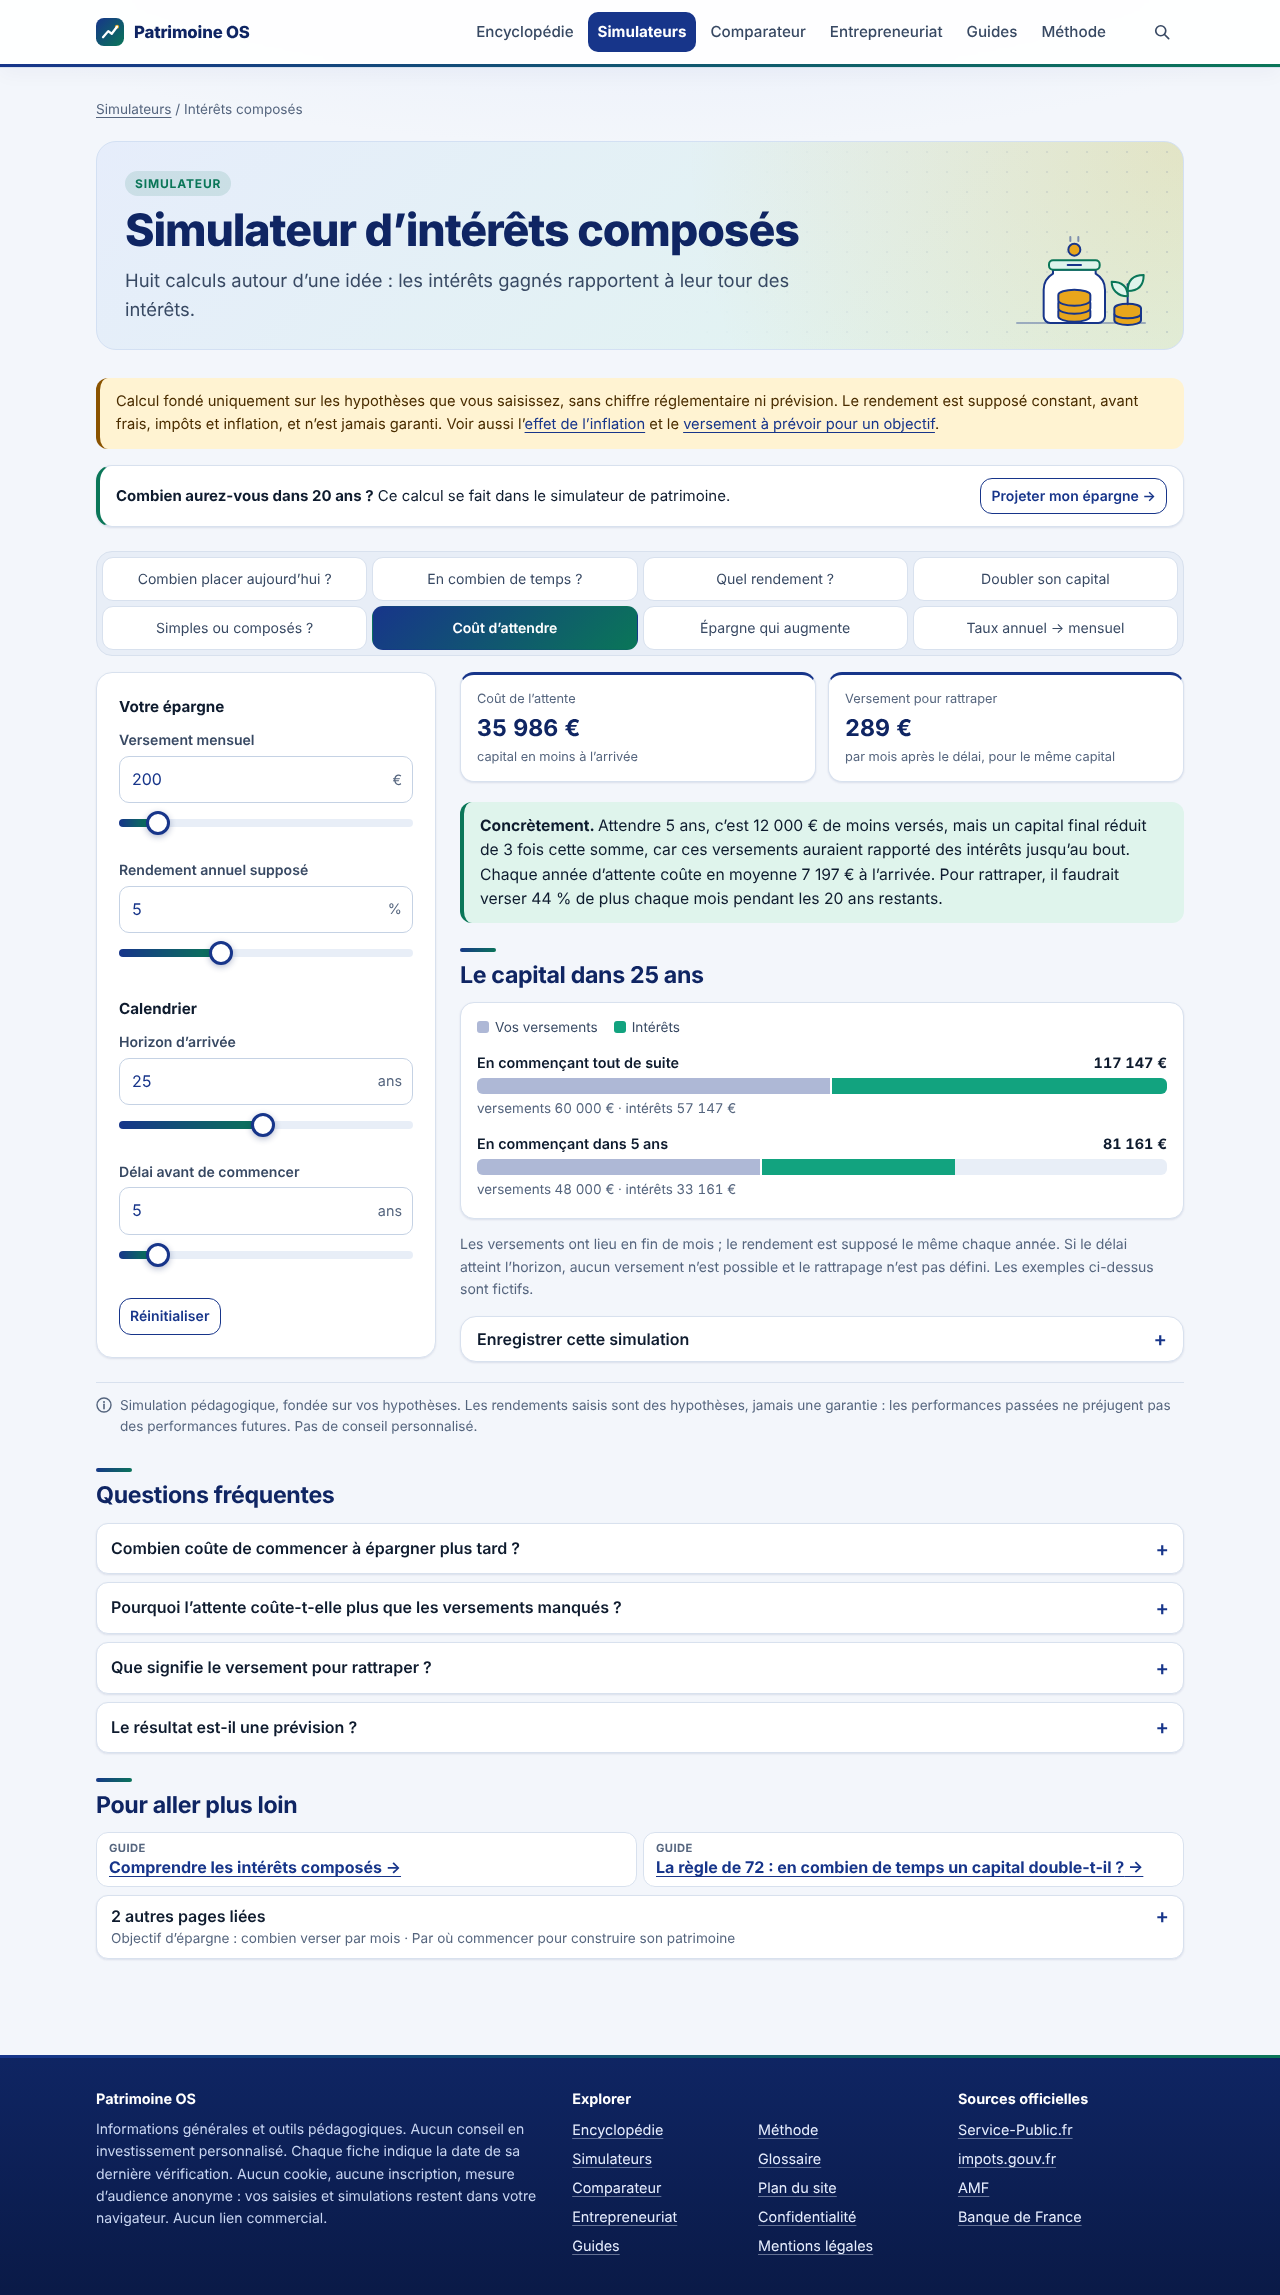 Patrimoine OS
Encyclopédie
Simulateurs
Comparateur
Entrepreneuriat
Guides
Méthode
Simulateurs / Intérêts composés
SIMULATEUR
Simulateur d’intérêts composés
Huit calculs autour d’une idée : les intérêts gagnés rapportent à leur tour des
intérêts.
Calcul fondé uniquement sur les hypothèses que vous saisissez, sans chiffre réglementaire ni prévision. Le rendement est supposé constant, avant
frais, impôts et inflation, et n’est jamais garanti. Voir aussi l’effet de l’inflation et le versement à prévoir pour un objectif.
Combien aurez-vous dans 20 ans ? Ce calcul se fait dans le simulateur de patrimoine.
Projeter mon épargne →
Combien placer aujourd’hui ?
En combien de temps ?
Quel rendement ?
Doubler son capital
Simples ou composés ?
Coût d’attendre
Épargne qui augmente
Taux annuel → mensuel
Votre épargne
Versement mensuel
200 €
Rendement annuel supposé
5 %
Calendrier
Horizon d’arrivée
25 ans
Délai avant de commencer
5 ans
Réinitialiser
Coût de l’attente
35 986 €
capital en moins à l’arrivée
Versement pour rattraper
289 €
par mois après le délai, pour le même capital
Concrètement. Attendre 5 ans, c’est 12 000 € de moins versés, mais un capital final réduit
de 3 fois cette somme, car ces versements auraient rapporté des intérêts jusqu’au bout.
Chaque année d’attente coûte en moyenne 7 197 € à l’arrivée. Pour rattraper, il faudrait
verser 44 % de plus chaque mois pendant les 20 ans restants.
Le capital dans 25 ans
Vos versements
Intérêts
En commençant tout de suite
117 147 €
versements 60 000 € · intérêts 57 147 €
En commençant dans 5 ans
81 161 €
versements 48 000 € · intérêts 33 161 €
Les versements ont lieu en fin de mois ; le rendement est supposé le même chaque année. Si le délai
atteint l’horizon, aucun versement n’est possible et le rattrapage n’est pas défini. Les exemples ci-dessus
sont fictifs.
Enregistrer cette simulation +
Simulation pédagogique, fondée sur vos hypothèses. Les rendements saisis sont des hypothèses, jamais une garantie : les performances passées ne préjugent pas
des performances futures. Pas de conseil personnalisé.
Questions fréquentes
Combien coûte de commencer à épargner plus tard ? +
Pourquoi l’attente coûte-t-elle plus que les versements manqués ? +
Que signifie le versement pour rattraper ? +
Le résultat est-il une prévision ? +
Pour aller plus loin
GUIDE
Comprendre les intérêts composés →
GUIDE
La règle de 72 : en combien de temps un capital double-t-il ? →
2 autres pages liées +
Objectif d’épargne : combien verser par mois · Par où commencer pour construire son patrimoine
Patrimoine OS
Informations générales et outils pédagogiques. Aucun conseil en
investissement personnalisé. Chaque fiche indique la date de sa
dernière vérification. Aucun cookie, aucune inscription, mesure
d’audience anonyme : vos saisies et simulations restent dans votre
navigateur. Aucun lien commercial.
Explorer
Encyclopédie
Simulateurs
Comparateur
Entrepreneuriat
Guides
Méthode
Glossaire
Plan du site
Confidentialité
Mentions légales
Sources officielles
Service-Public.fr
impots.gouv.fr
AMF
Banque de France